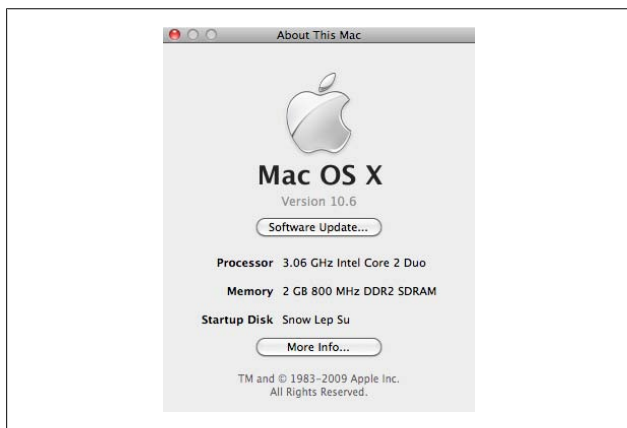 About This Mac
Mac OS X
Version 10.6
Software Update...
Processor 3.06 GHz Intel Core 2 Duo
Memory 2 GB 800 MHz DDR2 SDRAM
Startup Disk Snow Lep Su
More Info...
TM and © 1983–2009 Apple Inc.
All Rights Reserved.